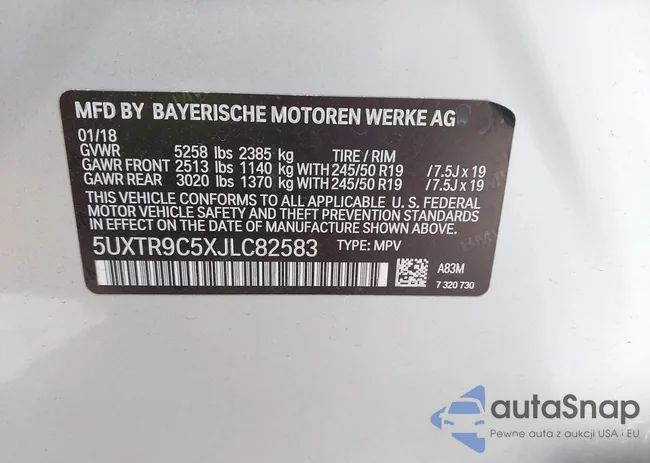 MFD BY BAYERISCHE MOTOREN WERKE AG
01/18
GVWR 5258 lbs 2385 kg TIRE / RIM
GAWR FRONT 2513 lbs 1140 kg WITH 245/50 R19 /7.5J x 19
GAWR REAR 3020 lbs 1370 kg WITH 245/50 R19 /7.5J x 19
THIS VEHICLE CONFORMS TO ALL APPLICABLE U. S. FEDERAL
MOTOR VEHICLE SAFETY AND THEFT PREVENTION STANDARDS
IN EFFECT ON THE DATE OF MANUFACTURE SHOWN ABOVE.
5UXTR9C5XJLC82583 TYPE: MPV
A83M
7 320 730
autaSnap
Pewne auta z aukcji USA i EU